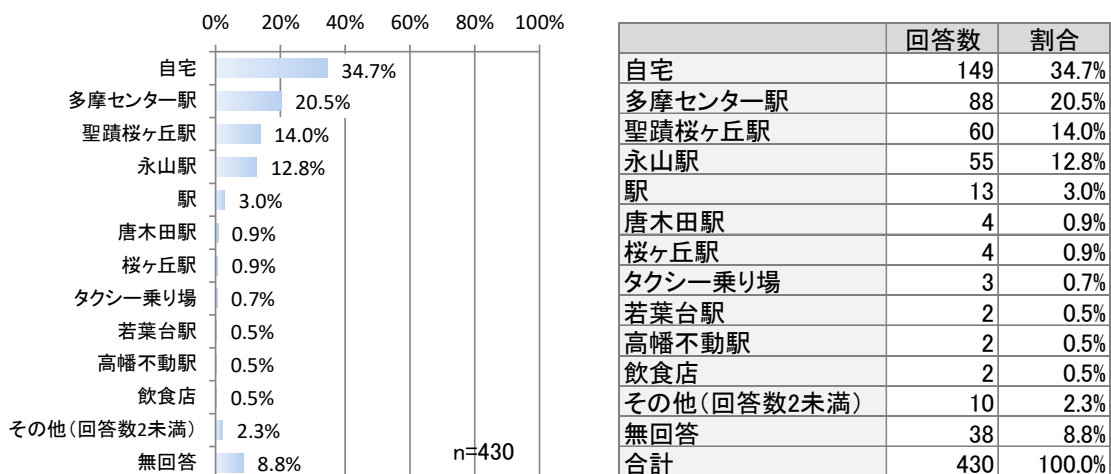 0% 20% 40% 60% 80% 100%
自宅 34.7%
多摩センター駅 20.5%
聖蹟桜ヶ丘駅 14.0%
永山駅 12.8%
駅 3.0%
唐木田駅 0.9%
桜ヶ丘駅 0.9%
タクシー乗り場 0.7%
若葉台駅 0.5%
高幡不動駅 0.5%
飲食店 0.5%
その他(回答数2未満) 2.3%
無回答 8.8%
n=430
回答数 割合
自宅 149 34.7%
多摩センター駅 88 20.5%
聖蹟桜ヶ丘駅 60 14.0%
永山駅 55 12.8%
駅 13 3.0%
唐木田駅 4 0.9%
桜ヶ丘駅 4 0.9%
タクシー乗り場 3 0.7%
若葉台駅 2 0.5%
高幡不動駅 2 0.5%
飲食店 2 0.5%
その他(回答数2未満) 10 2.3%
無回答 38 8.8%
合計 430 100.0%